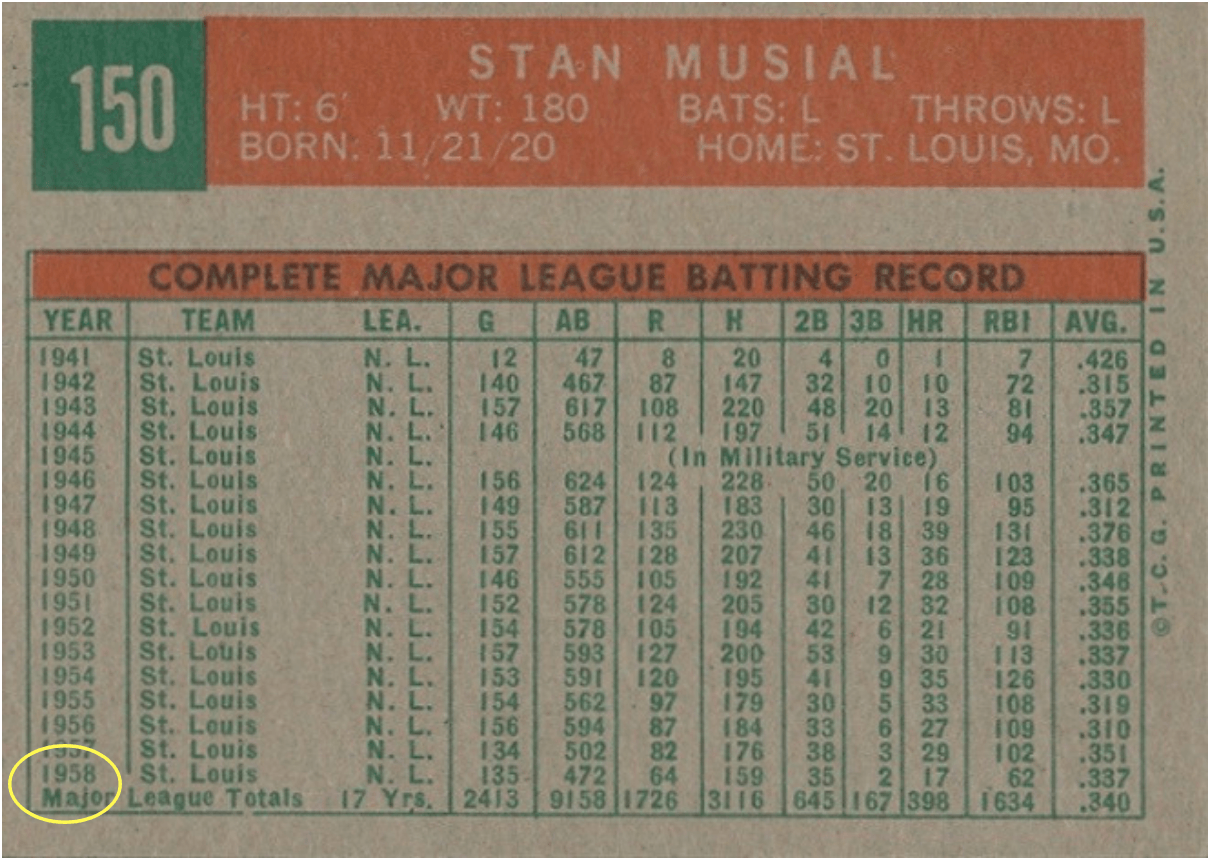 150
STAN MUSIAL
HT: 6' WT: 180 BATS: L THROWS: L
BORN: 11/21/20 HOME: ST. LOUIS, MO.
COMPLETE MAJOR LEAGUE BATTING RECORD
YEAR TEAM LEA. G AB R H 2B 3B HR RBI AVG.
1941 St. Louis N. L. 12 47 8 20 4 0 1 7 .426
1942 St. Louis N. L. 140 467 87 147 32 10 10 72 .315
1943 St. Louis N. L. 157 617 108 220 48 20 13 81 .357
1944 St. Louis N. L. 146 568 112 197 51 14 12 94 .347
1945 St. Louis N. L. (In Military Service)
1946 St. Louis N. L. 156 624 124 228 50 20 16 103 .365
1947 St. Louis N. L. 149 587 113 183 30 13 19 95 .312
1948 St. Louis N. L. 155 611 135 230 46 18 39 131 .376
1949 St. Louis N. L. 157 612 128 207 41 13 36 123 .338
1950 St. Louis N. L. 146 555 105 192 41 7 28 109 .346
1951 St. Louis N. L. 152 578 124 205 30 12 32 108 .355
1952 St. Louis N. L. 154 578 105 194 42 6 21 91 .336
1953 St. Louis N. L. 157 593 127 200 53 9 30 113 .337
1954 St. Louis N. L. 153 591 120 195 41 9 35 126 .330
1955 St. Louis N. L. 154 562 97 179 30 5 33 108 .319
1956 St. Louis N. L. 156 594 87 184 33 6 27 109 .310
1957 St. Louis N. L. 134 502 82 176 38 3 29 102 .351
1958 St. Louis N. L. 135 472 64 159 35 2 17 62 .337
Major League Totals 17 Yrs. 2413 9158 1726 3116 645 167 398 1634 .340
©T.C.G. PRINTED IN U.S.A.